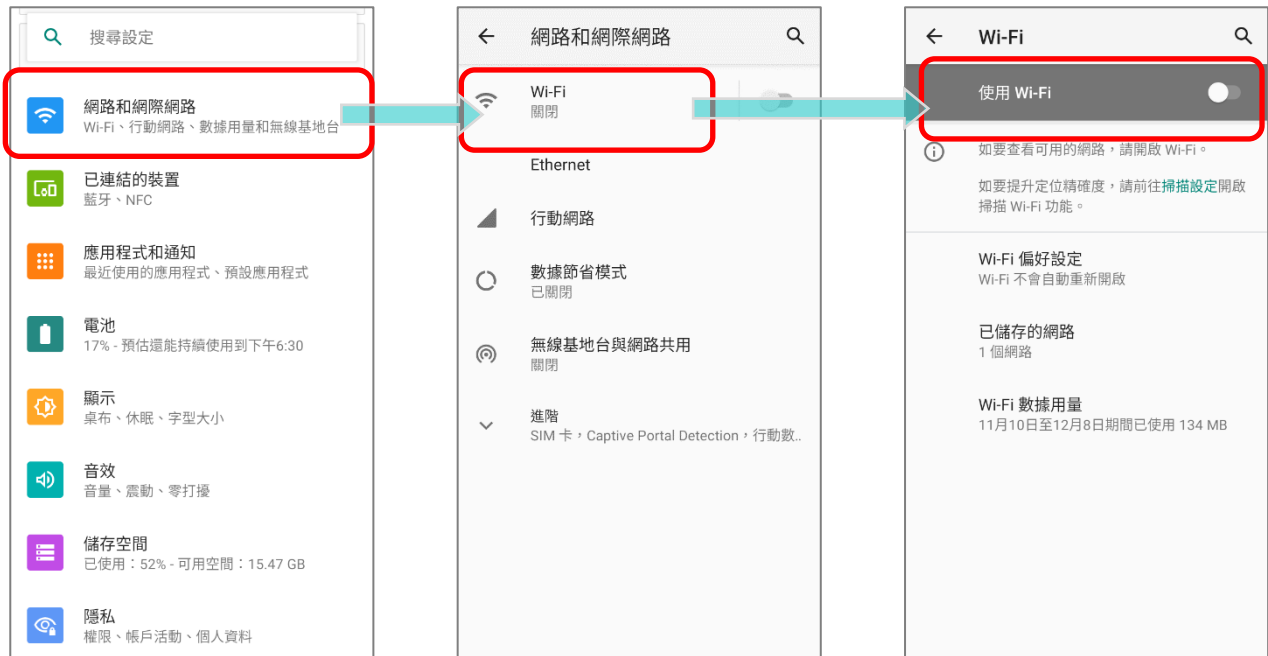 搜尋設定
網路和網際網路
Wi-Fi、行動網路、數據用量和無線基地台
已連結的裝置
藍牙、NFC
應用程式和通知
最近使用的應用程式、預設應用程式
電池
17% - 預估還能持續使用到下午6:30
顯示
桌布、休眠、字型大小
音效
音量、震動、零打擾
儲存空間
已使用：52% - 可用空間：15.47 GB
隱私
權限、帳戶活動、個人資料
網路和網際網路
Wi-Fi
關閉
Ethernet
行動網路
數據節省模式
已關閉
無線基地台與網路共用
關閉
進階
SIM 卡，Captive Portal Detection，行動數..
Wi-Fi
使用 Wi-Fi
如要查看可用的網路，請開啟 Wi-Fi。
如要提升定位精確度，請前往掃描設定開啟
掃描 Wi-Fi 功能。
Wi-Fi 偏好設定
Wi-Fi 不會自動重新開啟
已儲存的網路
1 個網路
Wi-Fi 數據用量
11月10日至12月8日期間已使用 134 MB